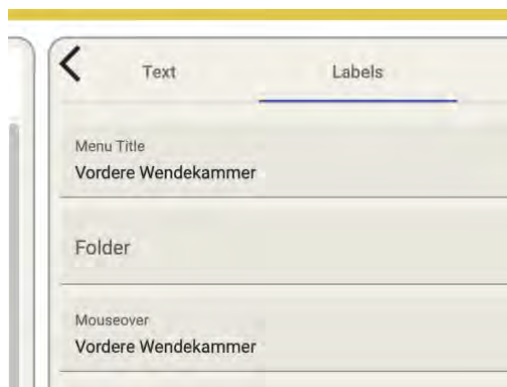 Text
Labels
Menu Title
Vordere Wendekammer
Folder
Mouseover
Vordere Wendekammer